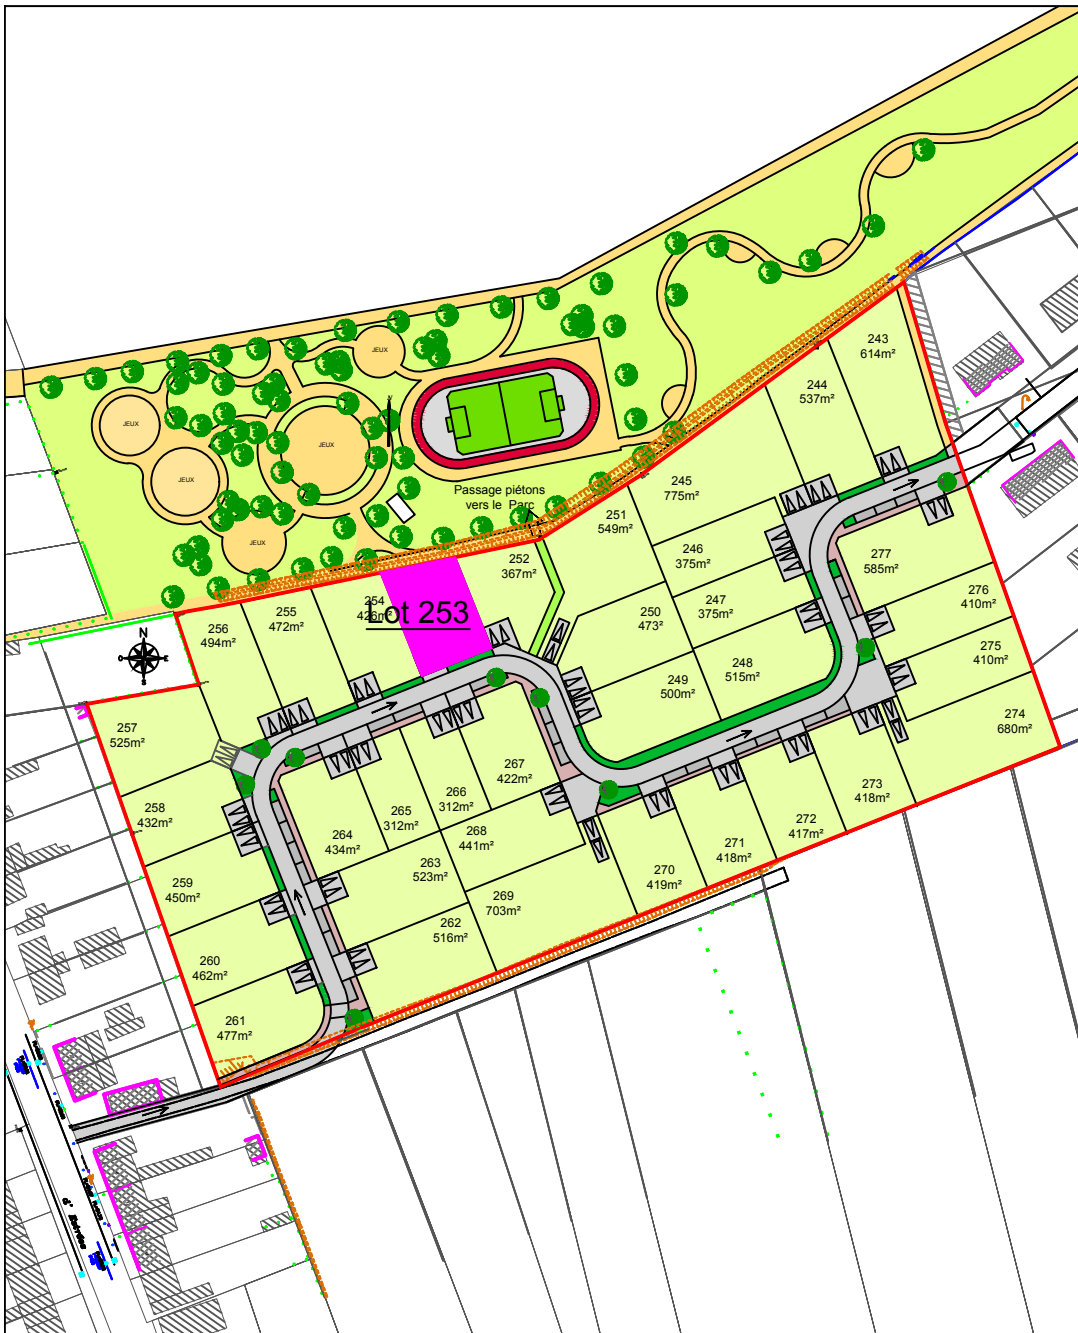 243
614m²
244
537m²
JEUX
JEUX
JEUX
JEUX
JEUX
245
775m²
Passage piétons
vers le Parc
251
549m²
246
375m²
252
367m²
277
585m²
276
410m²
247
375m²
254
426m²
Lot 253
255
472m²
256
494m²
250
473²
N
E
S
O
275
410m²
248
515m²
249
500m²
274
680m²
257
525m²
267
422m²
273
418m²
258
432m²
266
312m²
265
312m²
264
434m²
268
441m²
272
417m²
271
418m²
263
523m²
270
419m²
259
450m²
269
703m²
262
516m²
260
462m²
261
477m²